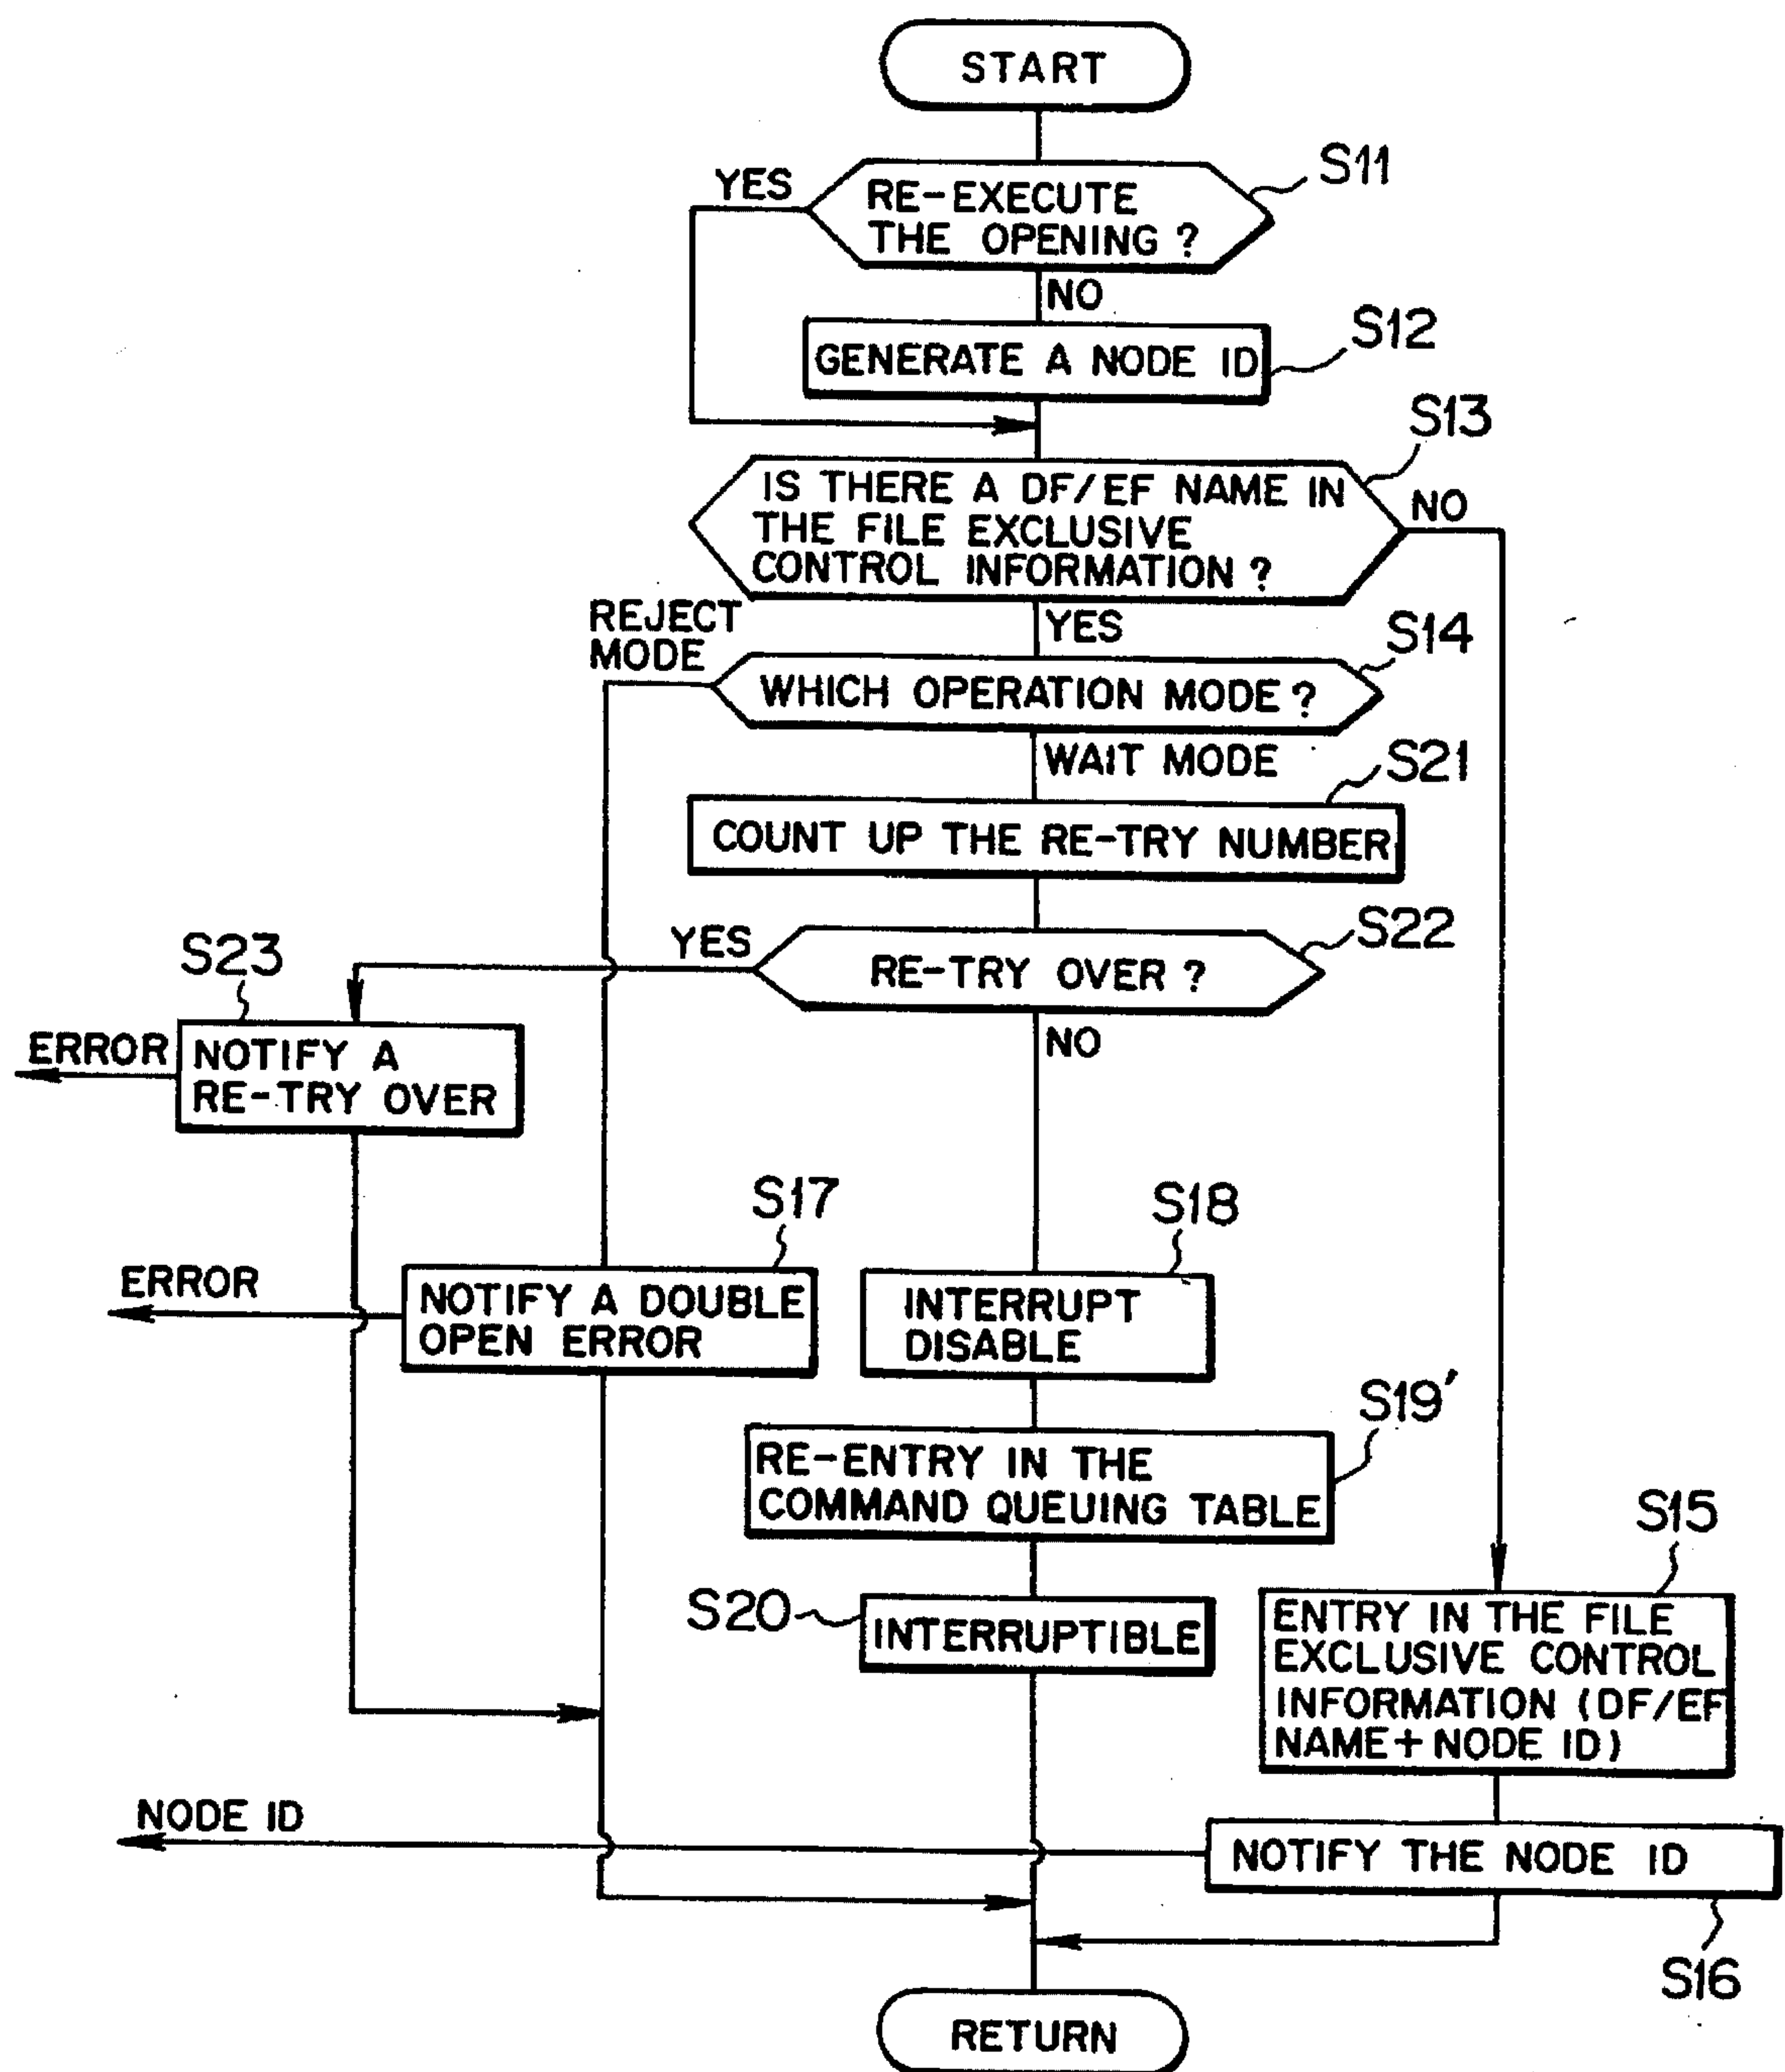 START
S11
YES
RE-EXECUTE
THE OPENING ?
NO
S12
GENERATE A NODE ID
S13
IS THERE A DF/EF NAME IN
THE FILE EXCLUSIVE
CONTROL INFORMATION ?
NO
REJECT
MODE
YES
S14
WHICH OPERATION MODE ?
WAIT MODE
S21
COUNT UP THE RE-TRY NUMBER
S22
YES
RE-TRY OVER ?
S23
NO
ERROR
NOTIFY A
RE-TRY OVER
S17
S18
ERROR
NOTIFY A DOUBLE
OPEN ERROR
INTERRUPT
DISABLE
S19'
RE-ENTRY IN THE
COMMAND QUEUING TABLE
S15
S20
INTERRUPTIBLE
ENTRY IN THE FILE
EXCLUSIVE CONTROL
INFORMATION (DF/EF
NAME+NODE ID)
NODE ID
NOTIFY THE NODE ID
S16
RETURN